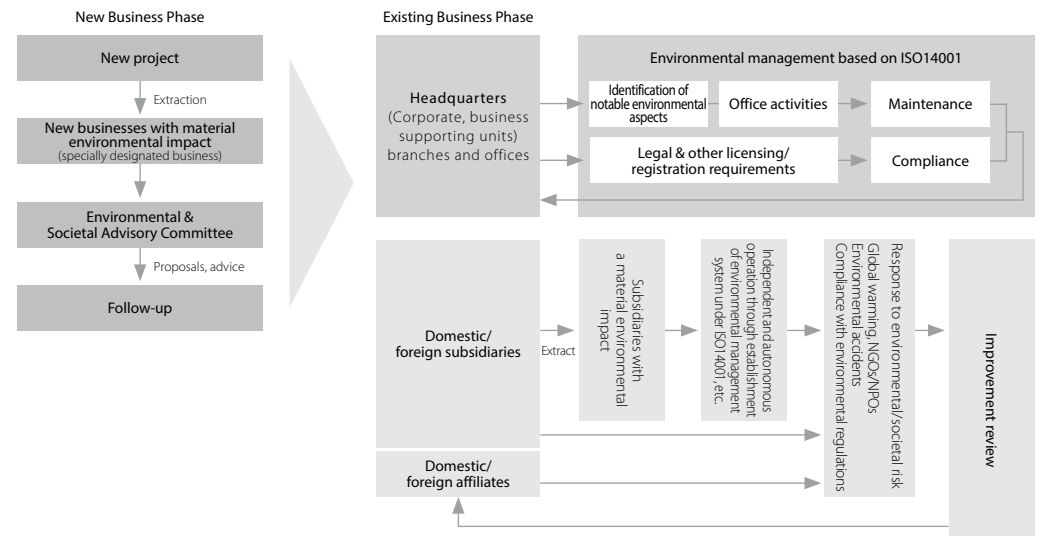 New Business Phase
New project
Extraction
New businesses with material
environmental impact
(specially designated business)
Environmental &
Societal Advisory Committee
Proposals, advice
Follow-up
Existing Business Phase
Headquarters
(Corporate, business
supporting units)
branches and offices
Environmental management based on ISO14001
Identification of
notable environmental
aspects
Office activities
Maintenance
Legal & other licensing/
registration requirements
Compliance
Domestic/
foreign subsidiaries
Extract
Subsidiaries with
a material environmental
impact
Independent and autonomous
operation through establishment
of environmental management
system under ISO14001, etc.
Response to environmental/societal risk
Global warming, NGOs/NPOs
Environmental accidents
Compliance with environmental regulations
Improvement review
Domestic/
foreign affiliates